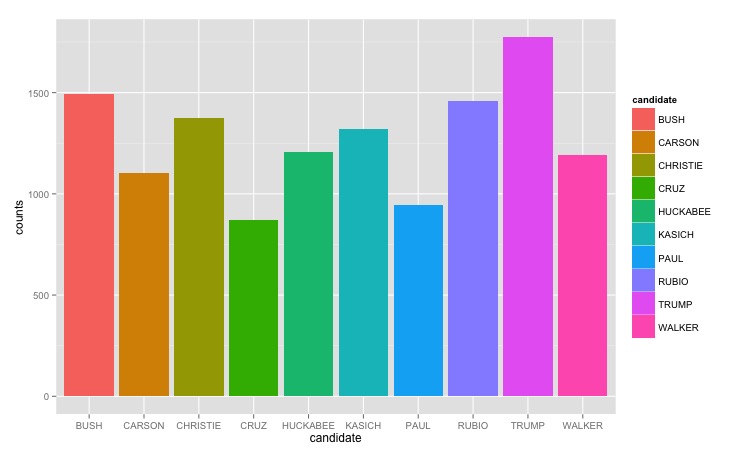 counts
1500
1000
500
0
BUSH CARSON CHRISTIE CRUZ HUCKABEE KASICH PAUL RUBIO TRUMP WALKER
candidate
candidate
BUSH
CARSON
CHRISTIE
CRUZ
HUCKABEE
KASICH
PAUL
RUBIO
TRUMP
WALKER